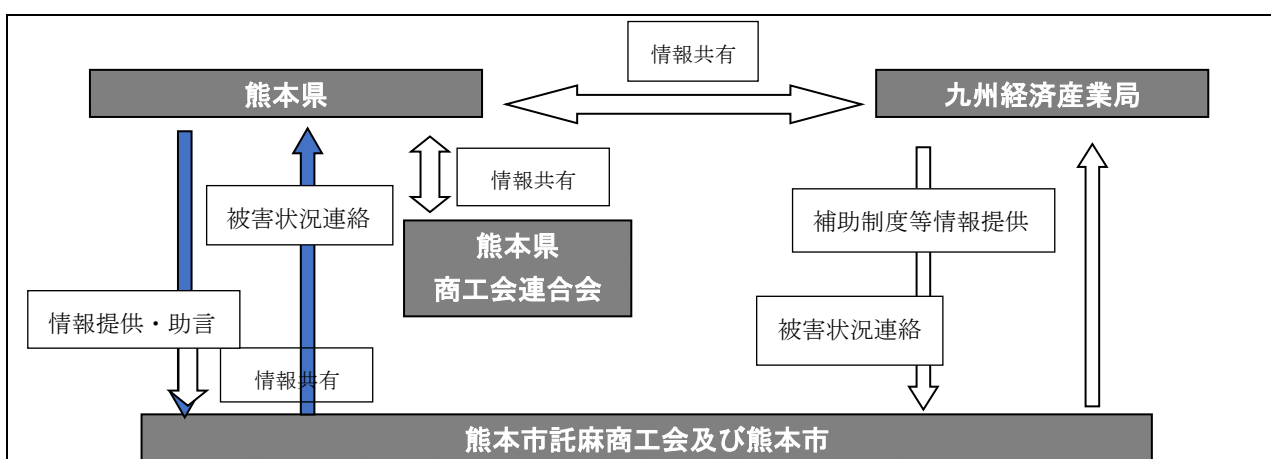 情報共有
熊本県
九州経済産業局
情報共有
被害状況連絡
補助制度等情報提供
熊本県
商工会連合会
情報提供・助言
被害状況連絡
情報共有
熊本市託麻商工会及び熊本市